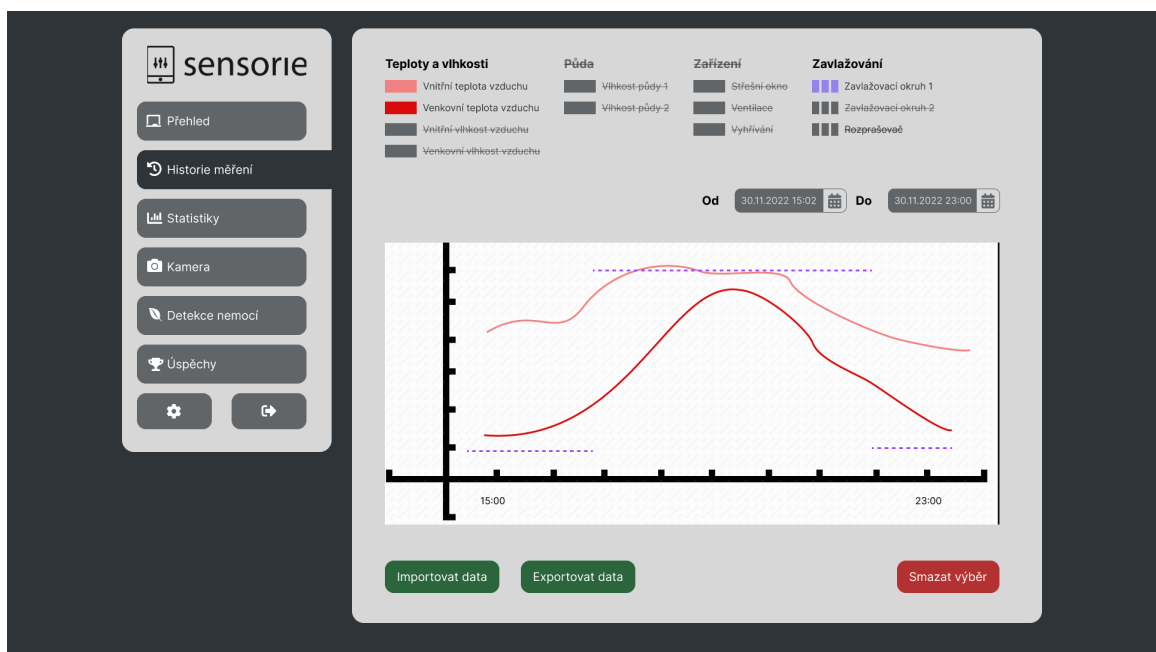 sensorie
Přehled
Historie měření
Statistiky
Kamera
Detekce nemocí
Úspěchy
Teploty a vlhkosti
Vnitřní teplota vzduchu
Venkovní teplota vzduchu
Vnitřní vlhkost vzduchu
Venkovní vlhkost vzduchu
Půda
Vlhkost půdy 1
Vlhkost půdy 2
Zařízení
Střešní okno
Ventilace
Vyhřívání
Zavlažování
Zavlažovací okruh 1
Zavlažovací okruh 2
Rozprašovač
Od 30.11.2022 15:02 Do 30.11.2022 23:00
15:00 23:00
Importovat data Exportovat data Smazat výběr